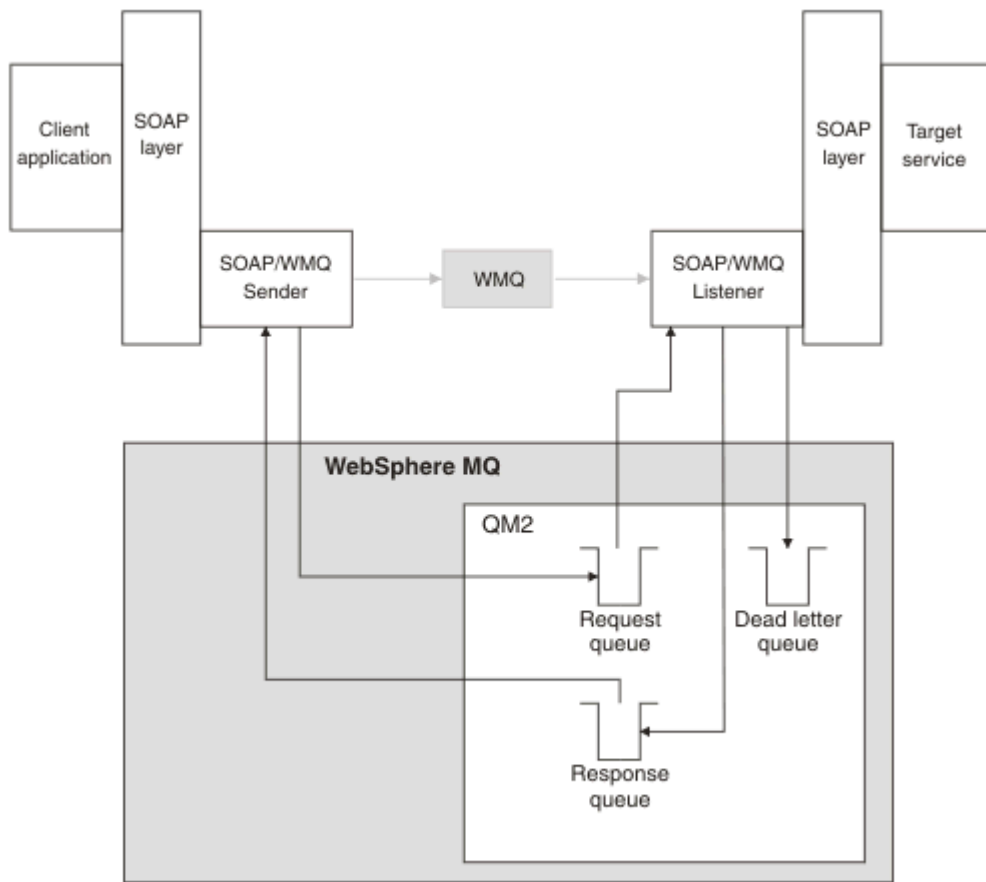 Client
application
SOAP
layer
SOAP
layer
Target
service
SOAP/WMQ
Sender
WMQ
SOAP/WMQ
Listener
WebSphere MQ
QM2
Request
queue
Dead letter
queue
Response
queue